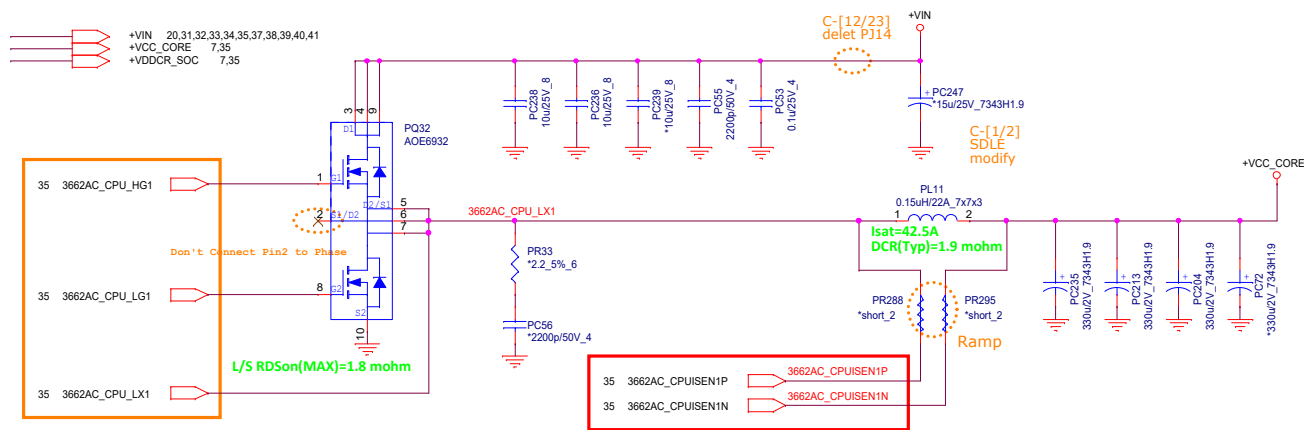 +VIN 20,31,32,33,34,35,37,38,39,40,41
+VCC_CORE 7,35
+VDDCR_SOC 7,35
C-[12/23]
delet PJ14
+VIN
PC238
10u/25V_8
PC236
10u/25V_8
PC239
*10u/25V_8
PC55
2200p/50V_4
PC53
0.1u/25V_4
+
PC247
*15u/25V_7343H1.9
C-[1/2]
SDLE
modify
3
4
9
D1
PQ32
AOE6932
35 3662AC_CPU_HG1
1
G1
D2/S1
5
2
S1/D2
6
7
Don't Connect Pin2 to Phase
35 3662AC_CPU_LG1
8
G2
S2
10
L/S RDSon(MAX)=1.8 mohm
35 3662AC_CPU_LX1
3662AC_CPU_LX1
PR33
*2.2_5%_6
PC56
*2200p/50V_4
PL11
0.15uH/22A_7x7x3
1
2
Isat=42.5A
DCR(Typ)=1.9 mohm
+VCC_CORE
PR288
*short_2
PR295
*short_2
Ramp
+
PC235
330u/2V_7343H1.9
+
PC213
330u/2V_7343H1.9
+
PC204
330u/2V_7343H1.9
+
PC72
*330u/2V_7343H1.9
35 3662AC_CPUISEN1P
3662AC_CPUISEN1P
35 3662AC_CPUISEN1N
3662AC_CPUISEN1N